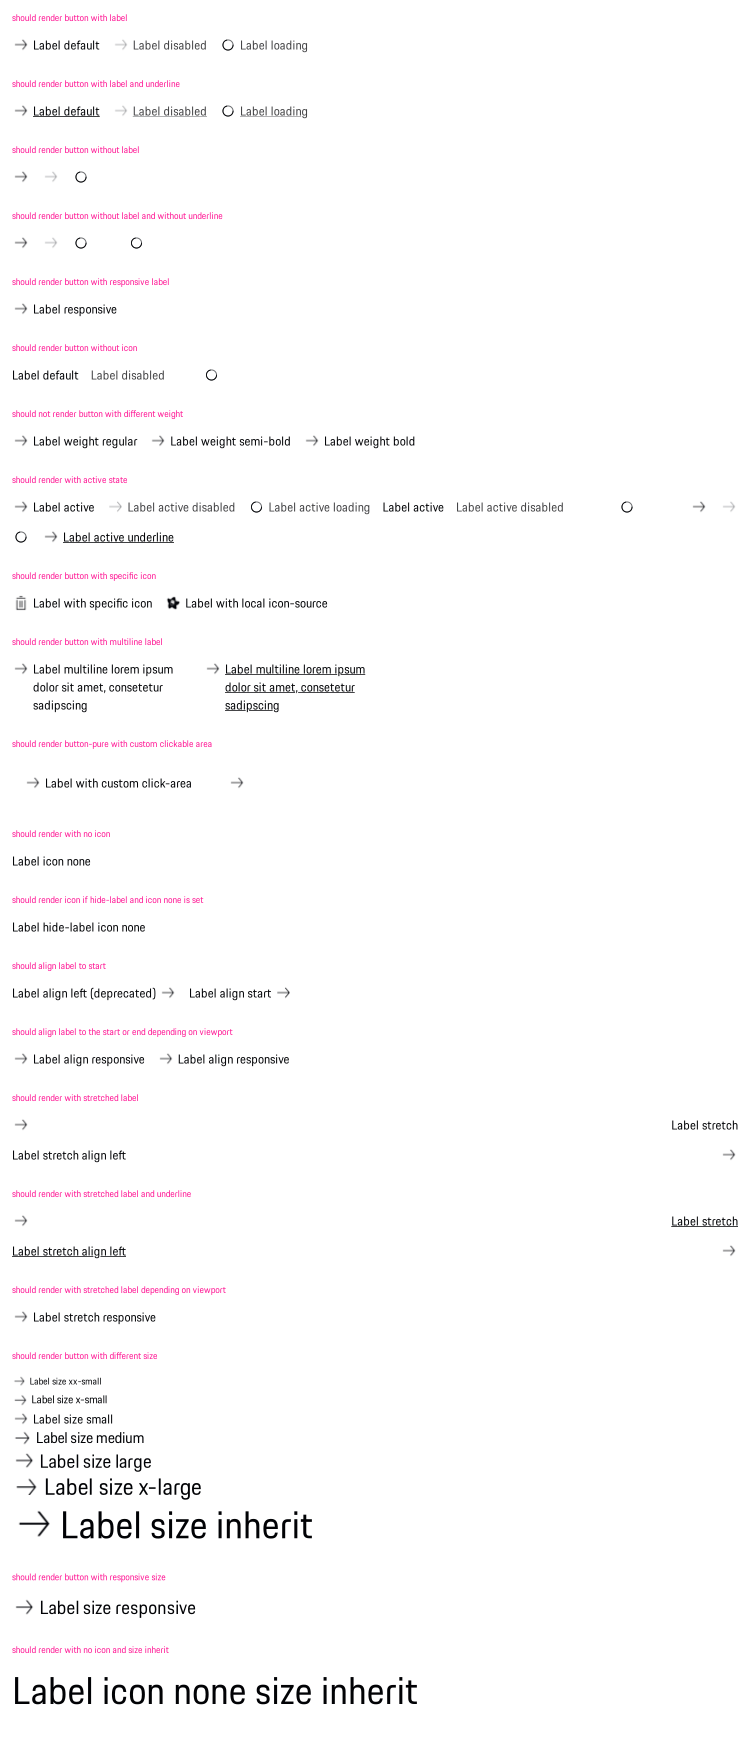 should render button with label
Label default Label disabled Label loading
should render button with label and underline
Label default Label disabled Label loading
should render button without label
should render button without label and without underline
should render button with responsive label
Label responsive
should render button without icon
Label default Label disabled
should not render button with different weight
Label weight regular Label weight semi-bold Label weight bold
should render with active state
Label active Label active disabled Label active loading Label active Label active disabled
Label active underline
should render button with specific icon
Label with specific icon Label with local icon-source
should render button with multiline label
Label multiline lorem ipsum
dolor sit amet, consetetur
sadipscing
Label multiline lorem ipsum
dolor sit amet, consetetur
sadipscing
should render button-pure with custom clickable area
Label with custom click-area
should render with no icon
Label icon none
should render icon if hide-label and icon none is set
Label hide-label icon none
should align label to start
Label align left (deprecated) Label align start
should align label to the start or end depending on viewport
Label align responsive Label align responsive
should render with stretched label
Label stretch
Label stretch align left
should render with stretched label and underline
Label stretch
Label stretch align left
should render with stretched label depending on viewport
Label stretch responsive
should render button with different size
Label size xx-small
Label size x-small
Label size small
Label size medium
Label size large
Label size x-large
Label size inherit
should render button with responsive size
Label size responsive
should render with no icon and size inherit
Label icon none size inherit